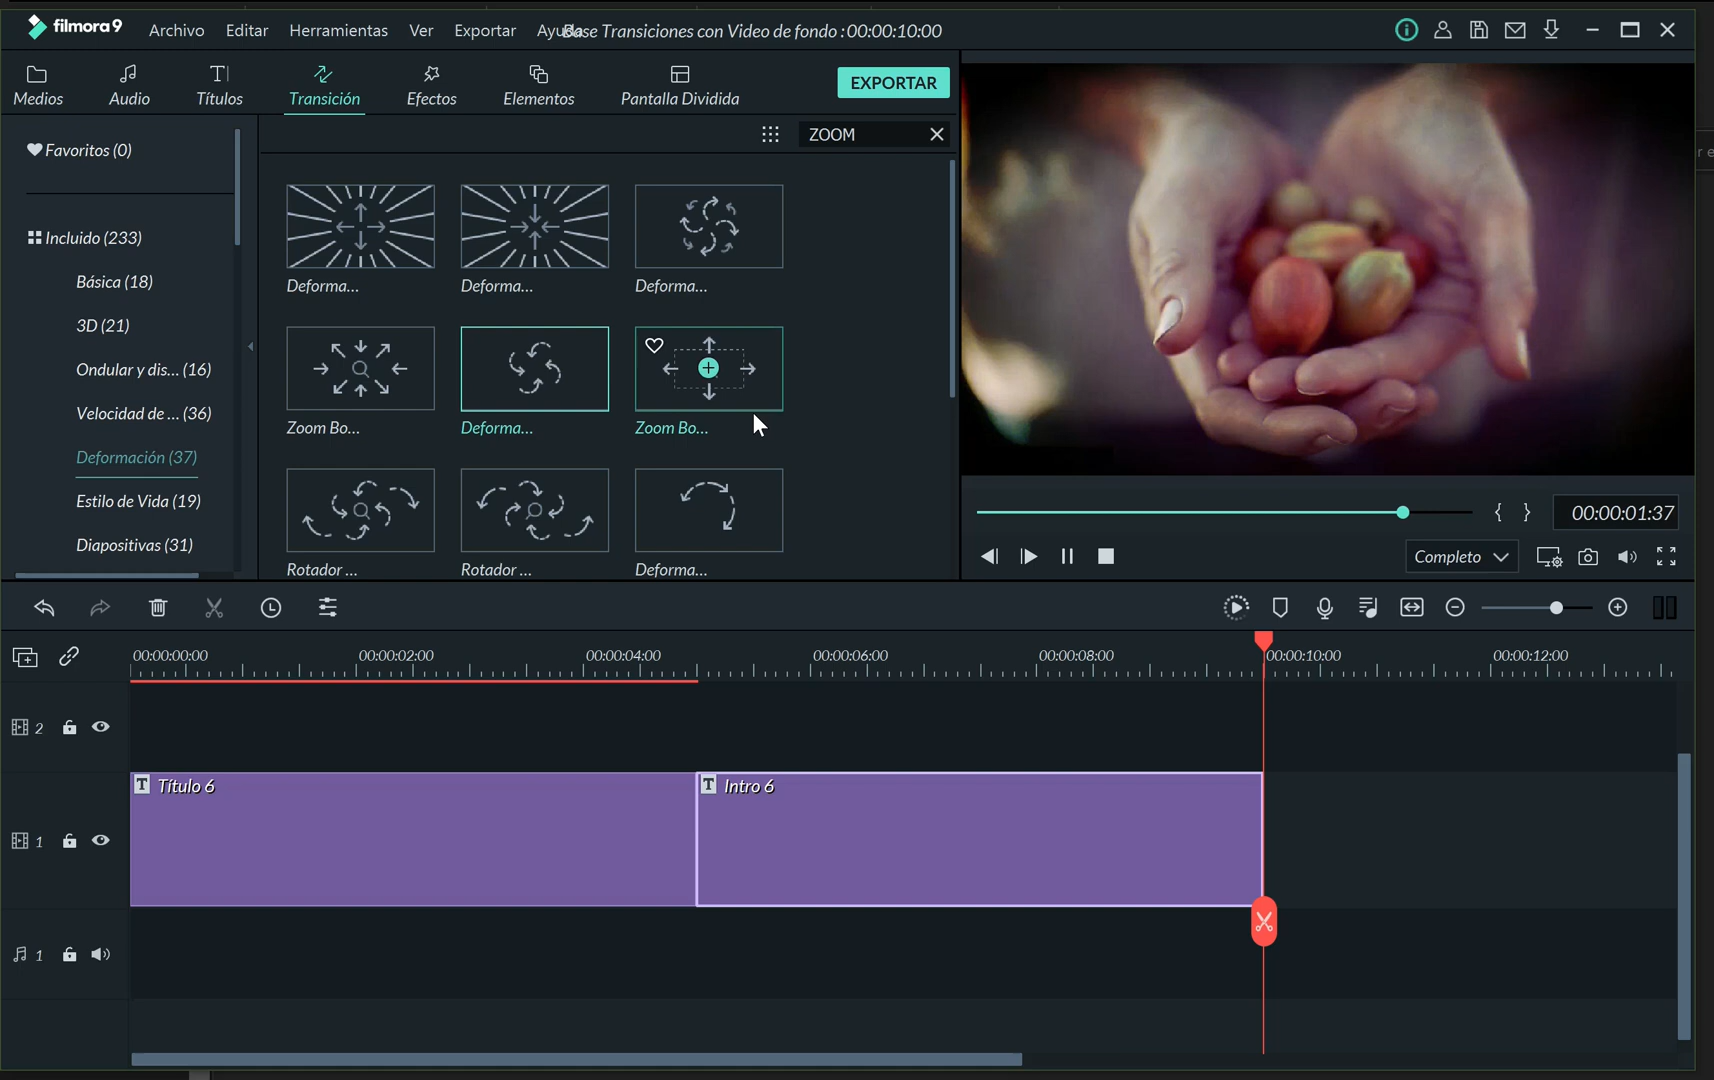 filmora9
Archivo Editar Herramientas Ver Exportar Base Transiciones con Video de fondo : 00:00:10:00
Medios Audio Títulos Transición Efectos Elementos Pantalla Dividida EXPORTAR
Favoritos (0)
ZOOM
Incluido (233)
Básica (18)
3D (21)
Ondular y dis... (16)
Velocidad de ... (36)
Deformación (37)
Estilo de Vida (19)
Diapositivas (31)
Deforma... Deforma... Deforma...
Zoom Bo... Deforma... Zoom Bo...
Rotador ... Rotador ... Deforma...
{ } 00:00:01:37
Completo
00:00:00:00 00:00:02:00 00:00:04:00 00:00:06:00 00:00:08:00 00:00:10:00 00:00:12:00
2
T Título 6 T Intro 6
1
1